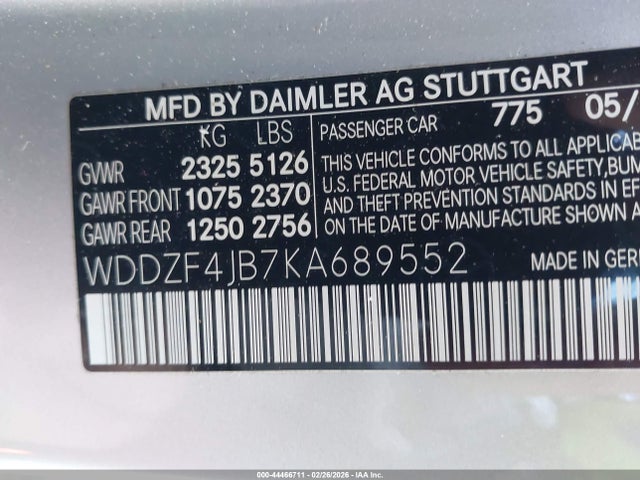 MFD BY DAIMLER AG STUTTGART
KG LBS
PASSENGER CAR 775 05/
GVWR 2325 5126
GAWR FRONT 1075 2370
GAWR REAR 1250 2756
THIS VEHICLE CONFORMS TO ALL APPLICABL
U.S. FEDERAL MOTOR VEHICLE SAFETY, BUM
AND THEFT PREVENTION STANDARDS IN EF
ON THE DATE OF MANUFACTURE SHOWN A
WDDZF4JB7KA689552
MADE IN GER
000-44466711 - 02/26/2026 - IAA Inc.